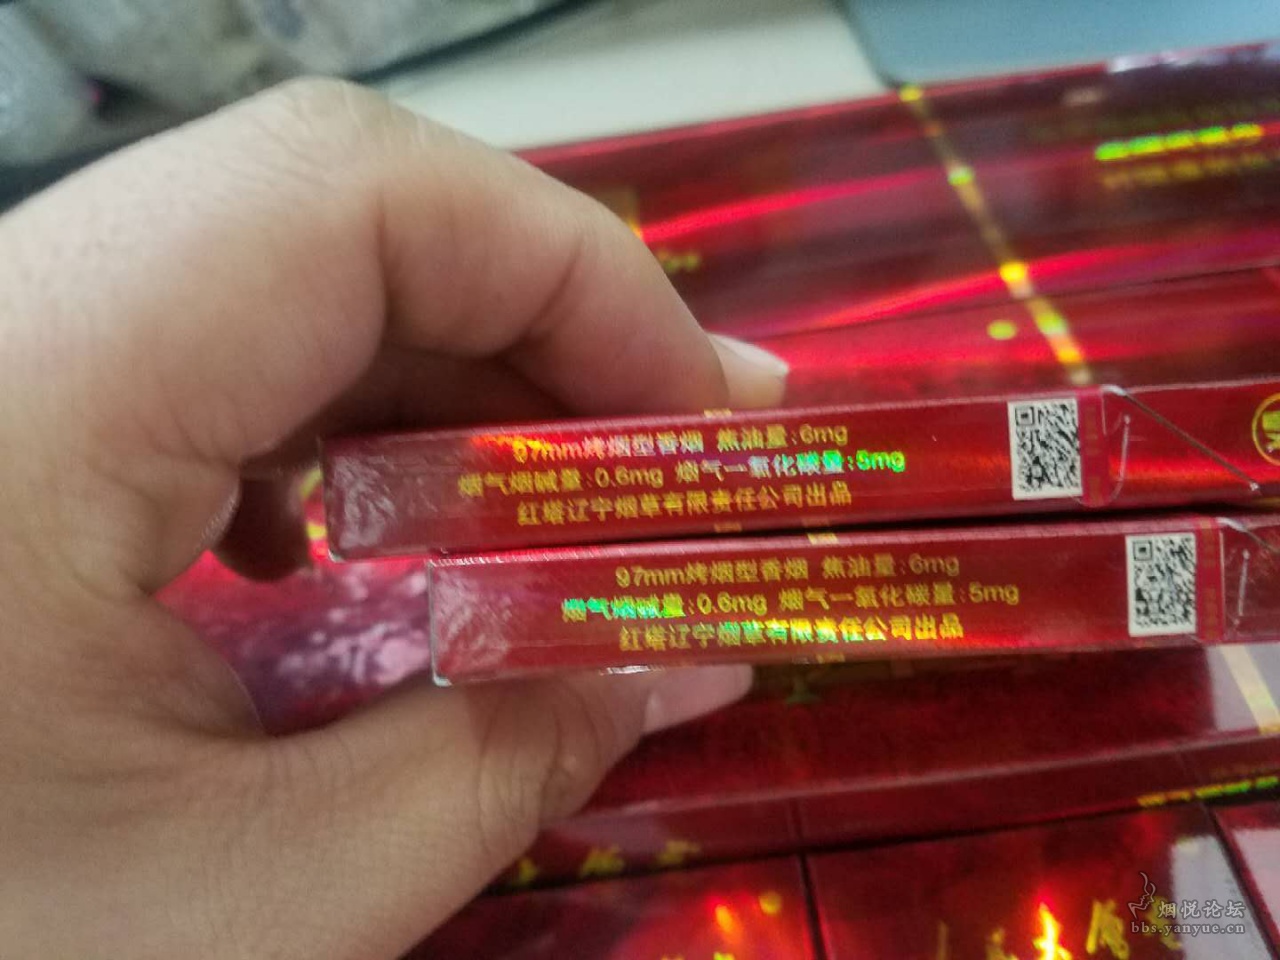 97mm烤烟型香烟 焦油量:6mg
烟气烟碱量:0.6mg 烟气一氧化碳量:5mg
红塔辽宁烟草有限责任公司出品
97mm烤烟型香烟 焦油量:6mg
烟气烟碱量:0.6mg 烟气一氧化碳量:5mg
红塔辽宁烟草有限责任公司出品
烟悦论坛
bbs.yanyue.cn